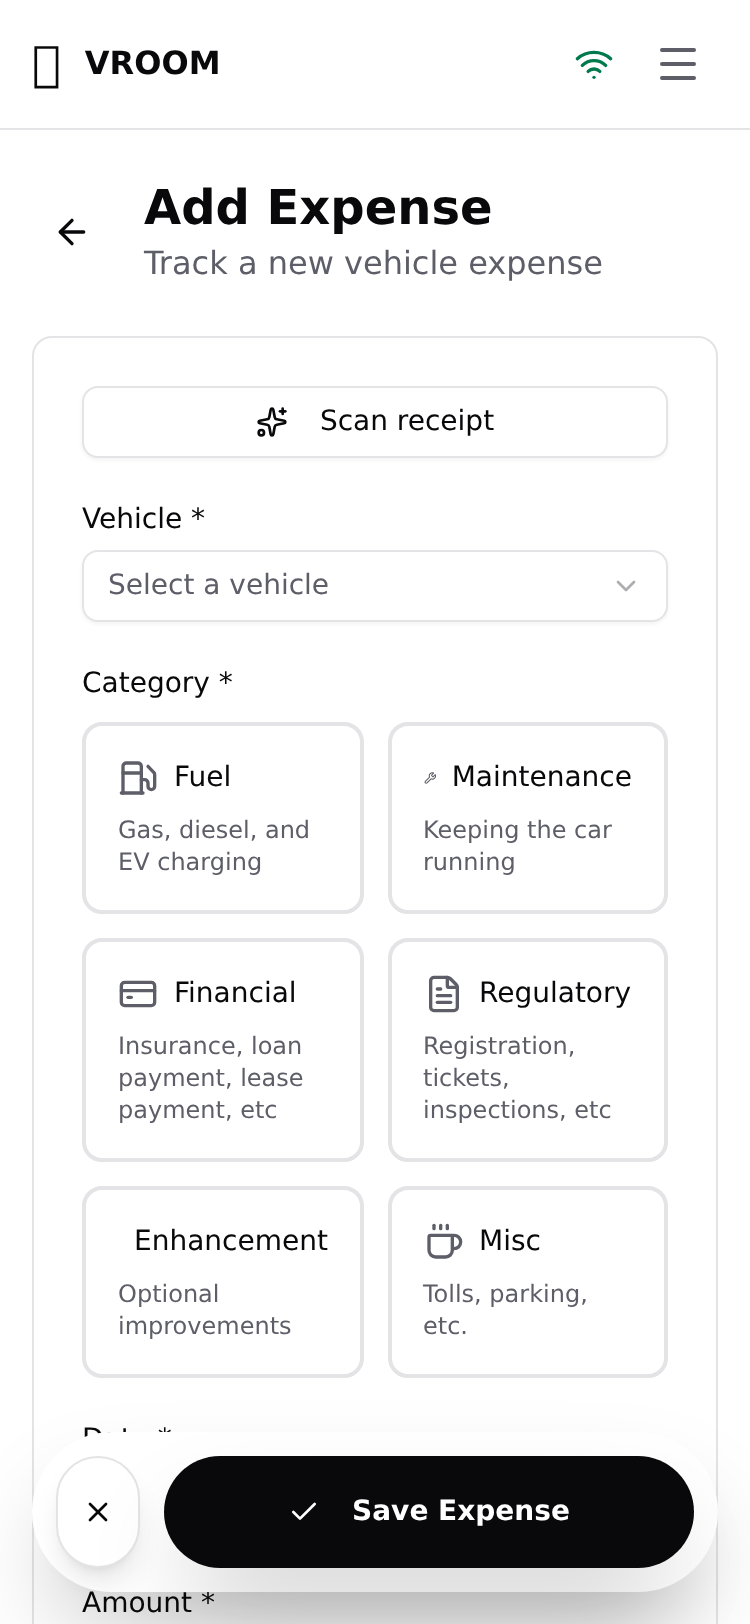 VROOM
Add Expense
Track a new vehicle expense
Scan receipt
Vehicle *
Select a vehicle
Category *
Fuel
Gas, diesel, and
EV charging
Maintenance
Keeping the car
running
Financial
Insurance, loan
payment, lease
payment, etc
Regulatory
Registration,
tickets,
inspections, etc
Enhancement
Optional
improvements
Misc
Tolls, parking,
etc.
Save Expense
Amount *